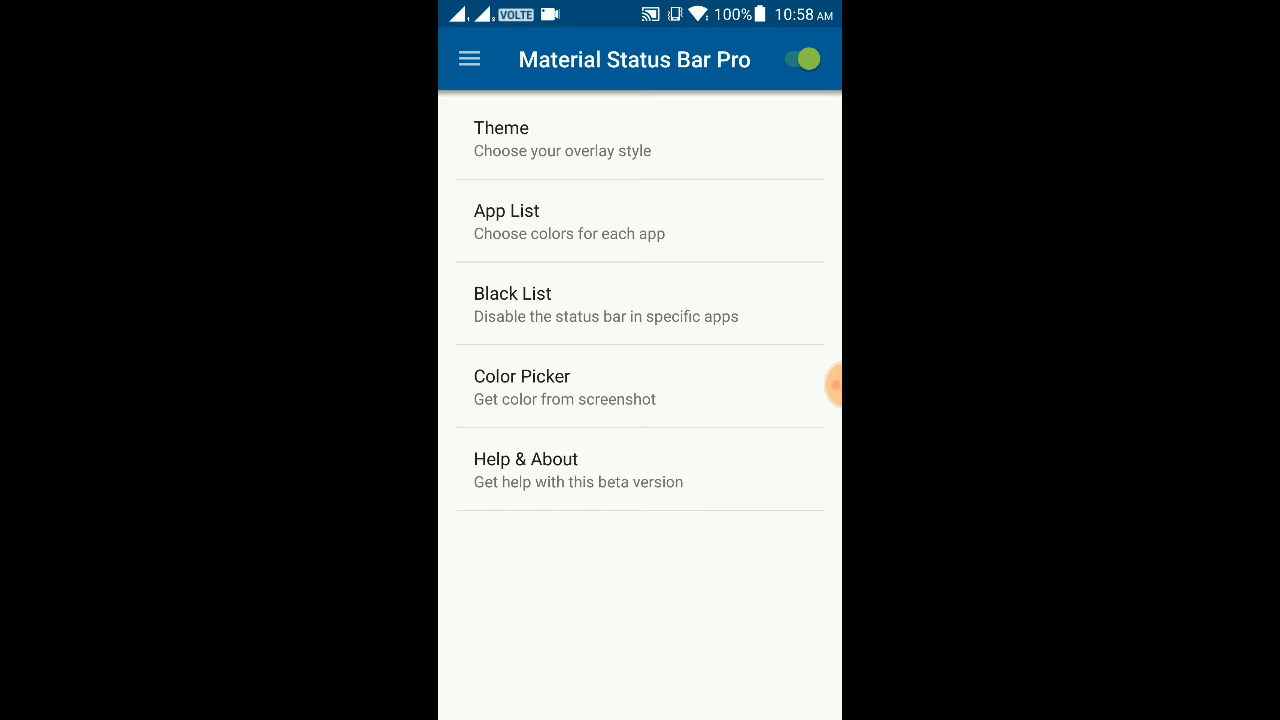 VOLTE 100% 10:58 AM
Material Status Bar Pro
Theme
Choose your overlay style
App List
Choose colors for each app
Black List
Disable the status bar in specific apps
Color Picker
Get color from screenshot
Help & About
Get help with this beta version